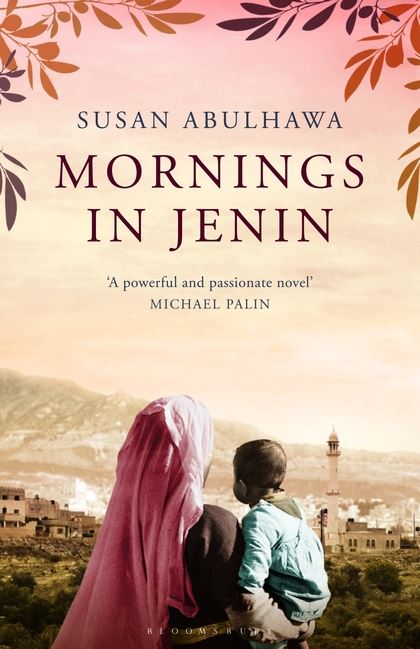 SUSAN ABULHAWA
MORNINGS
IN JENIN
‘A powerful and passionate novel’
MICHAEL PALIN
BLOOMSBURY